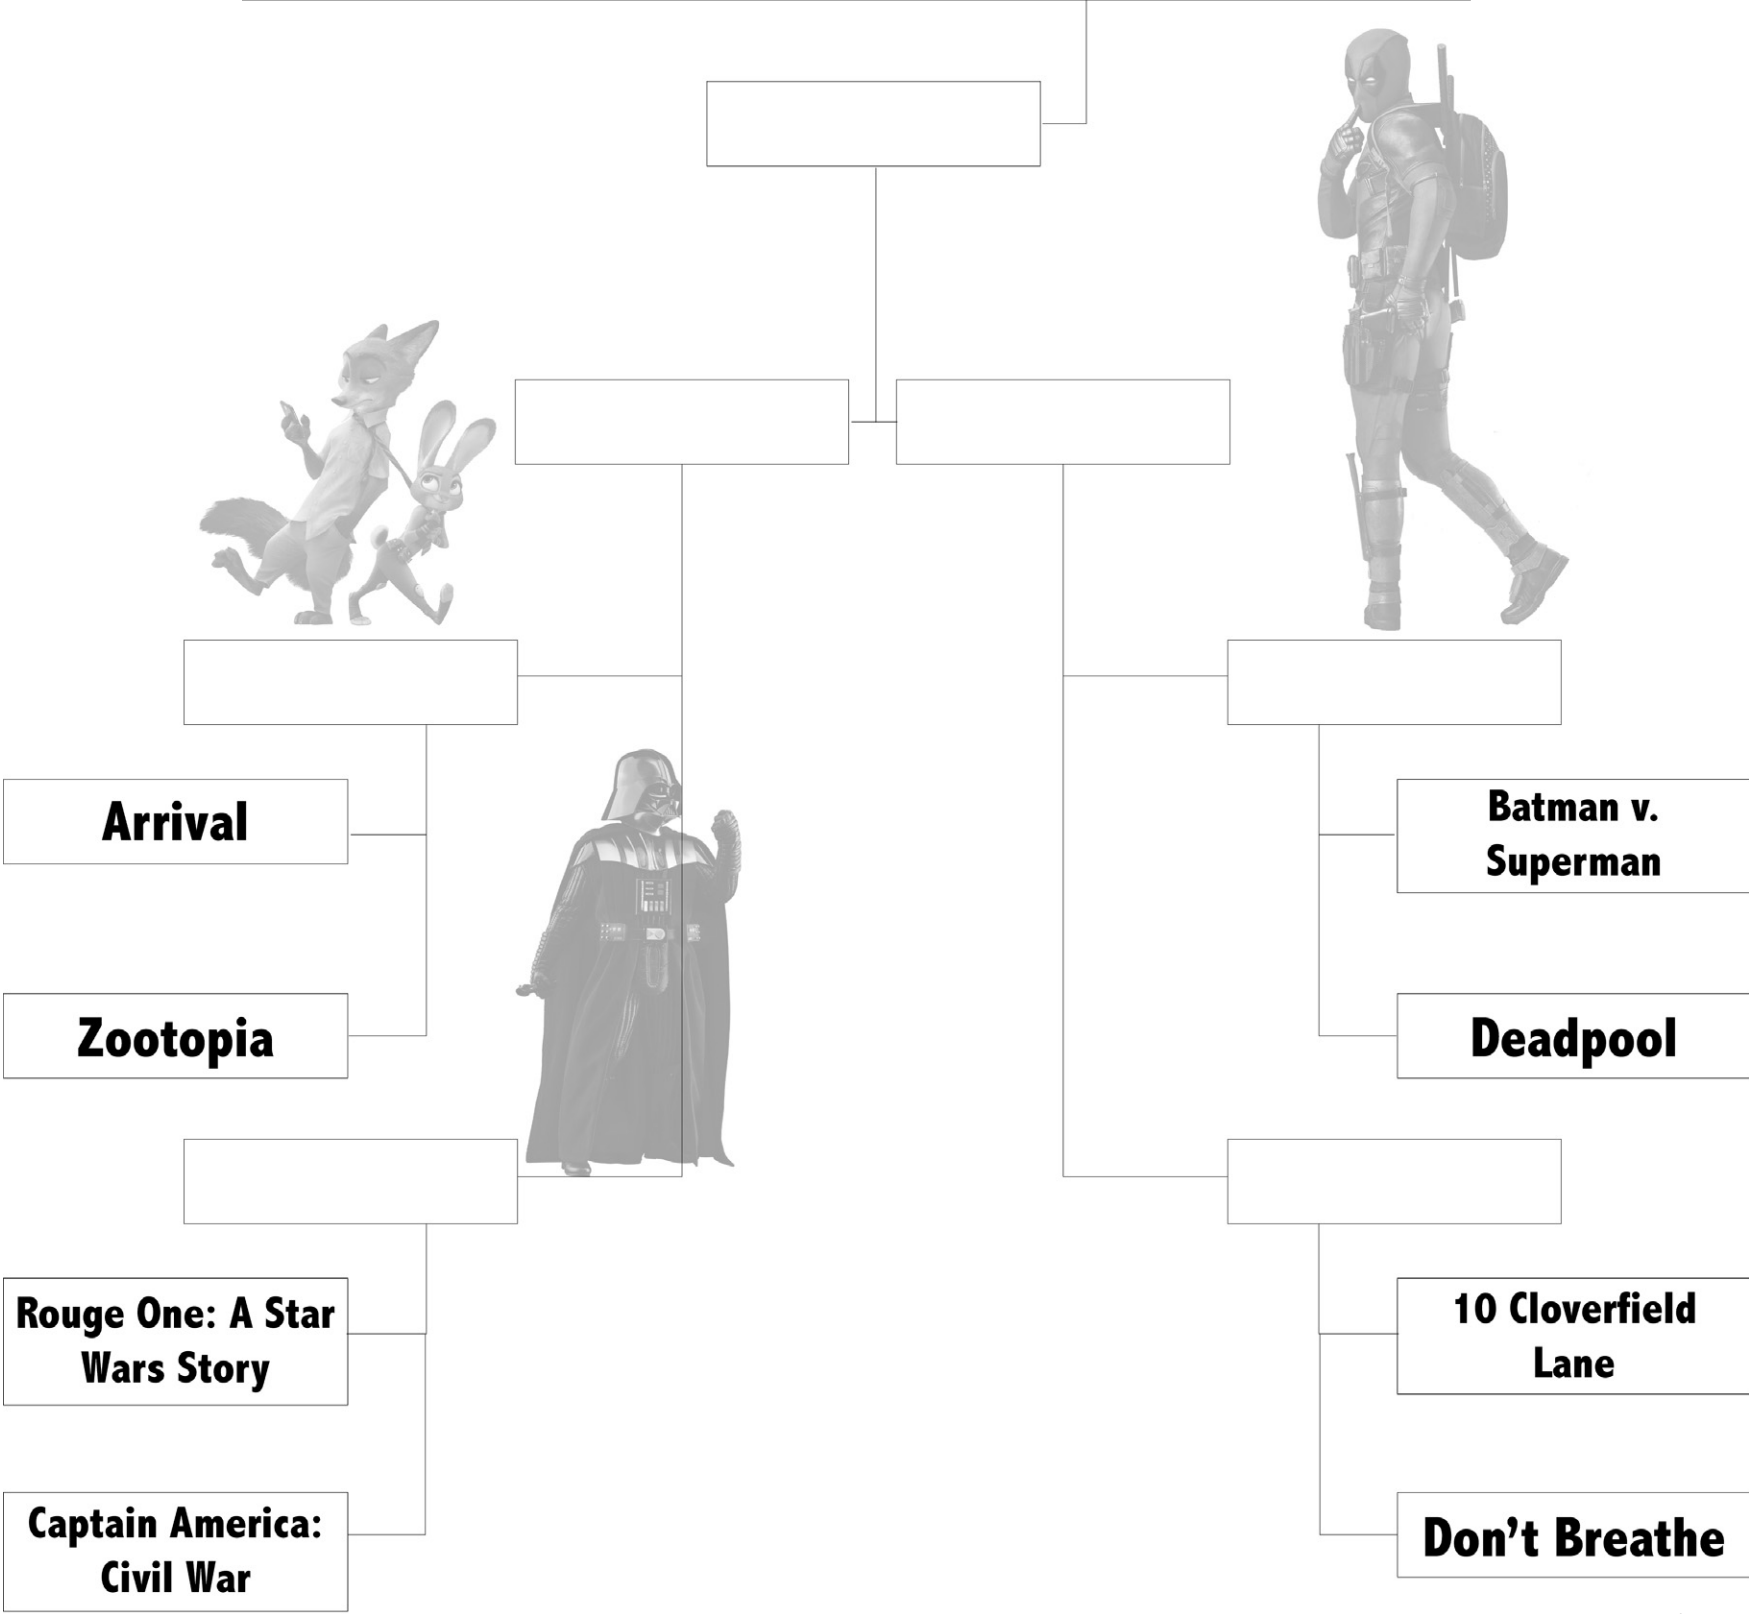 Arrival
Zootopia
Rouge One: A Star
Wars Story
Captain America:
Civil War
Batman v.
Superman
Deadpool
10 Cloverfield
Lane
Don't Breathe